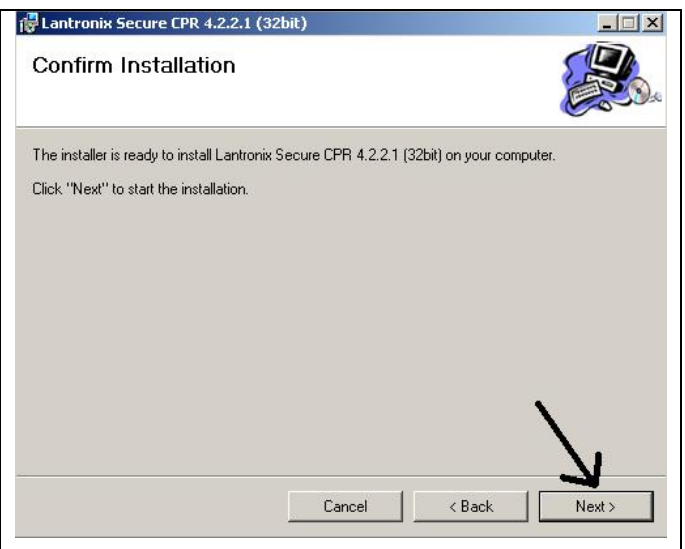 Lantronix Secure CPR 4.2.2.1 (32bit)
Confirm Installation
The installer is ready to install Lantronix Secure CPR 4.2.2.1 (32bit) on your computer.
Click "Next" to start the installation.
Cancel
< Back
Next >